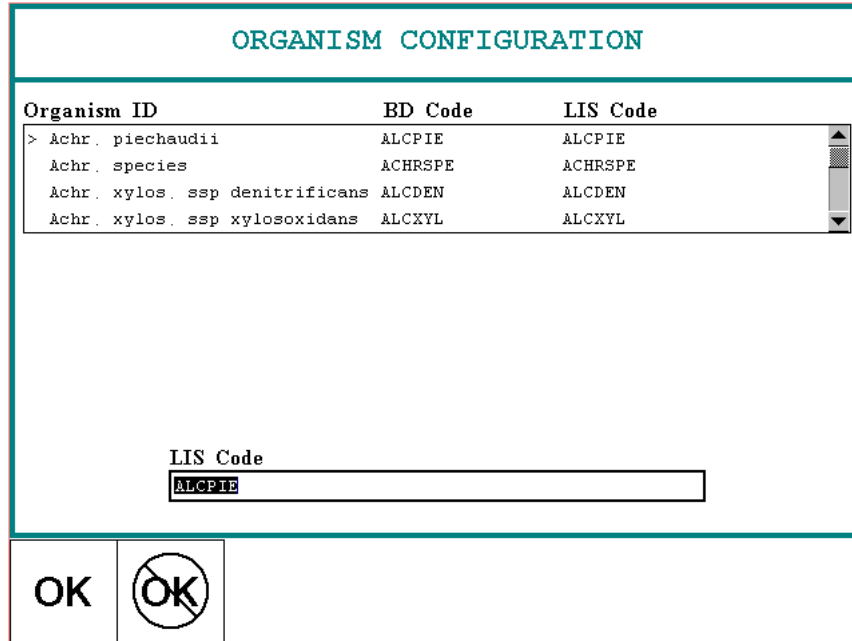 ORGANISM CONFIGURATION
Organism ID BD Code LIS Code
> Achr. piechaudii ALCPIE ALCPIE
Achr. species ACHRSPE ACHRSPE
Achr. xylos. ssp denitrificans ALCDEN ALCDEN
Achr. xylos. ssp xylosoxidans ALCXYL ALCXYL
LIS Code
ALCPIE
OK OK